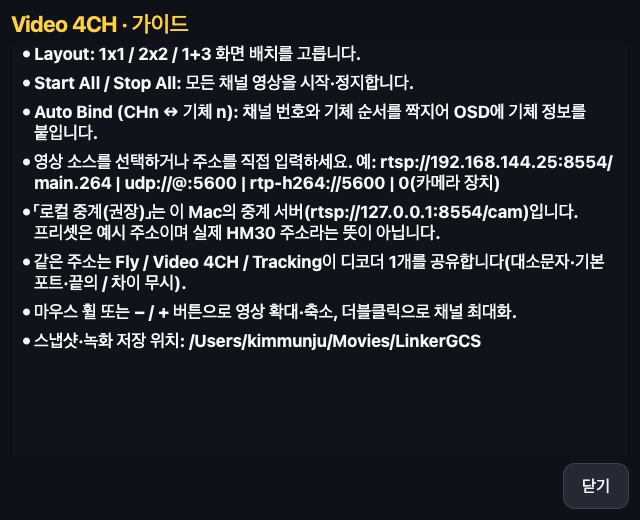 Video 4CH · 가이드
• Layout: 1x1 / 2x2 / 1+3 화면 배치를 고릅니다.
• Start All / Stop All: 모든 채널 영상을 시작·정지합니다.
• Auto Bind (CHn ↔ 기체 n): 채널 번호와 기체 순서를 짝지어 OSD에 기체 정보를
붙입니다.
• 영상 소스를 선택하거나 주소를 직접 입력하세요. 예: rtsp://192.168.144.25:8554/
main.264 | udp://@:5600 | rtp-h264://5600 | 0(카메라 장치)
• 「로컬 중계(권장)」는 이 Mac의 중계 서버(rtsp://127.0.0.1:8554/cam)입니다.
프리셋은 예시 주소이며 실제 HM30 주소라는 뜻이 아닙니다.
• 같은 주소는 Fly / Video 4CH / Tracking이 디코더 1개를 공유합니다(대소문자·기본
포트·끝의 / 차이 무시).
• 마우스 휠 또는 − / + 버튼으로 영상 확대·축소, 더블클릭으로 채널 최대화.
• 스냅샷·녹화 저장 위치: /Users/kimmunju/Movies/LinkerGCS
닫기